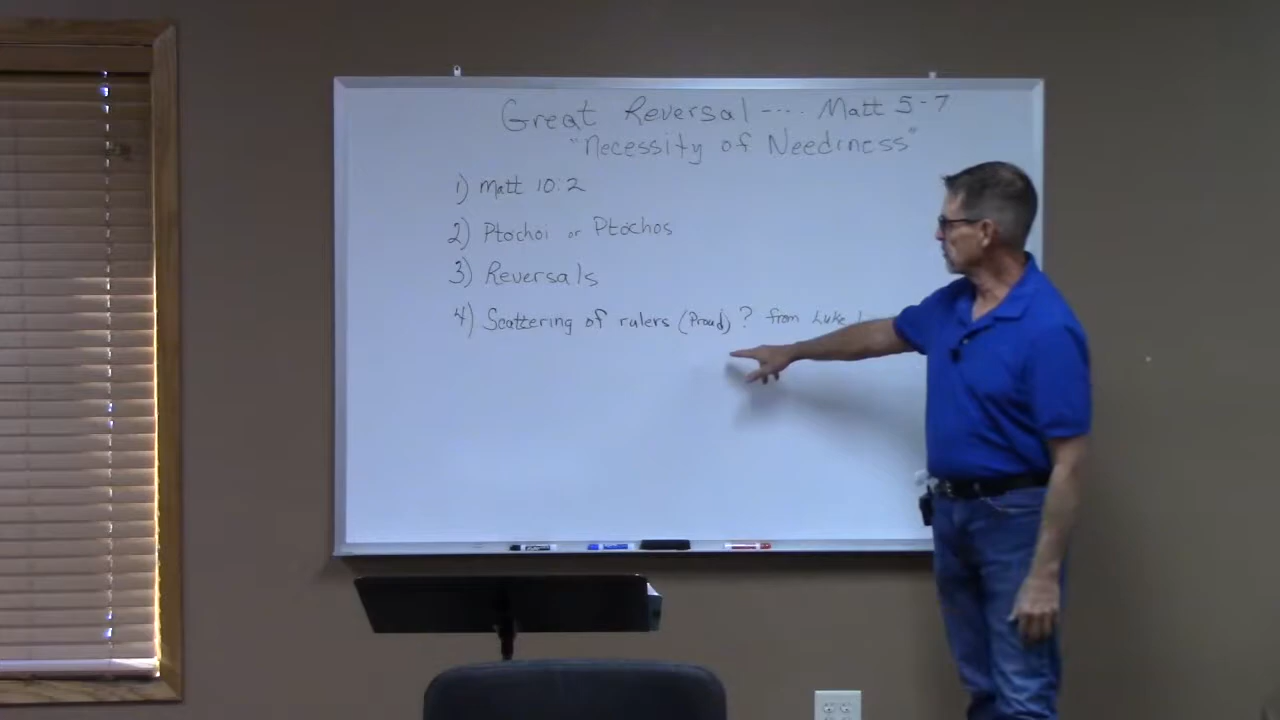 Great Reversal .... Matt 5-7
"Necessity of Neediness"
1) Matt 10:2
2) Ptochoi or Ptochos
3) Reversals
4) Scattering of rulers (Proud) ? from Luke